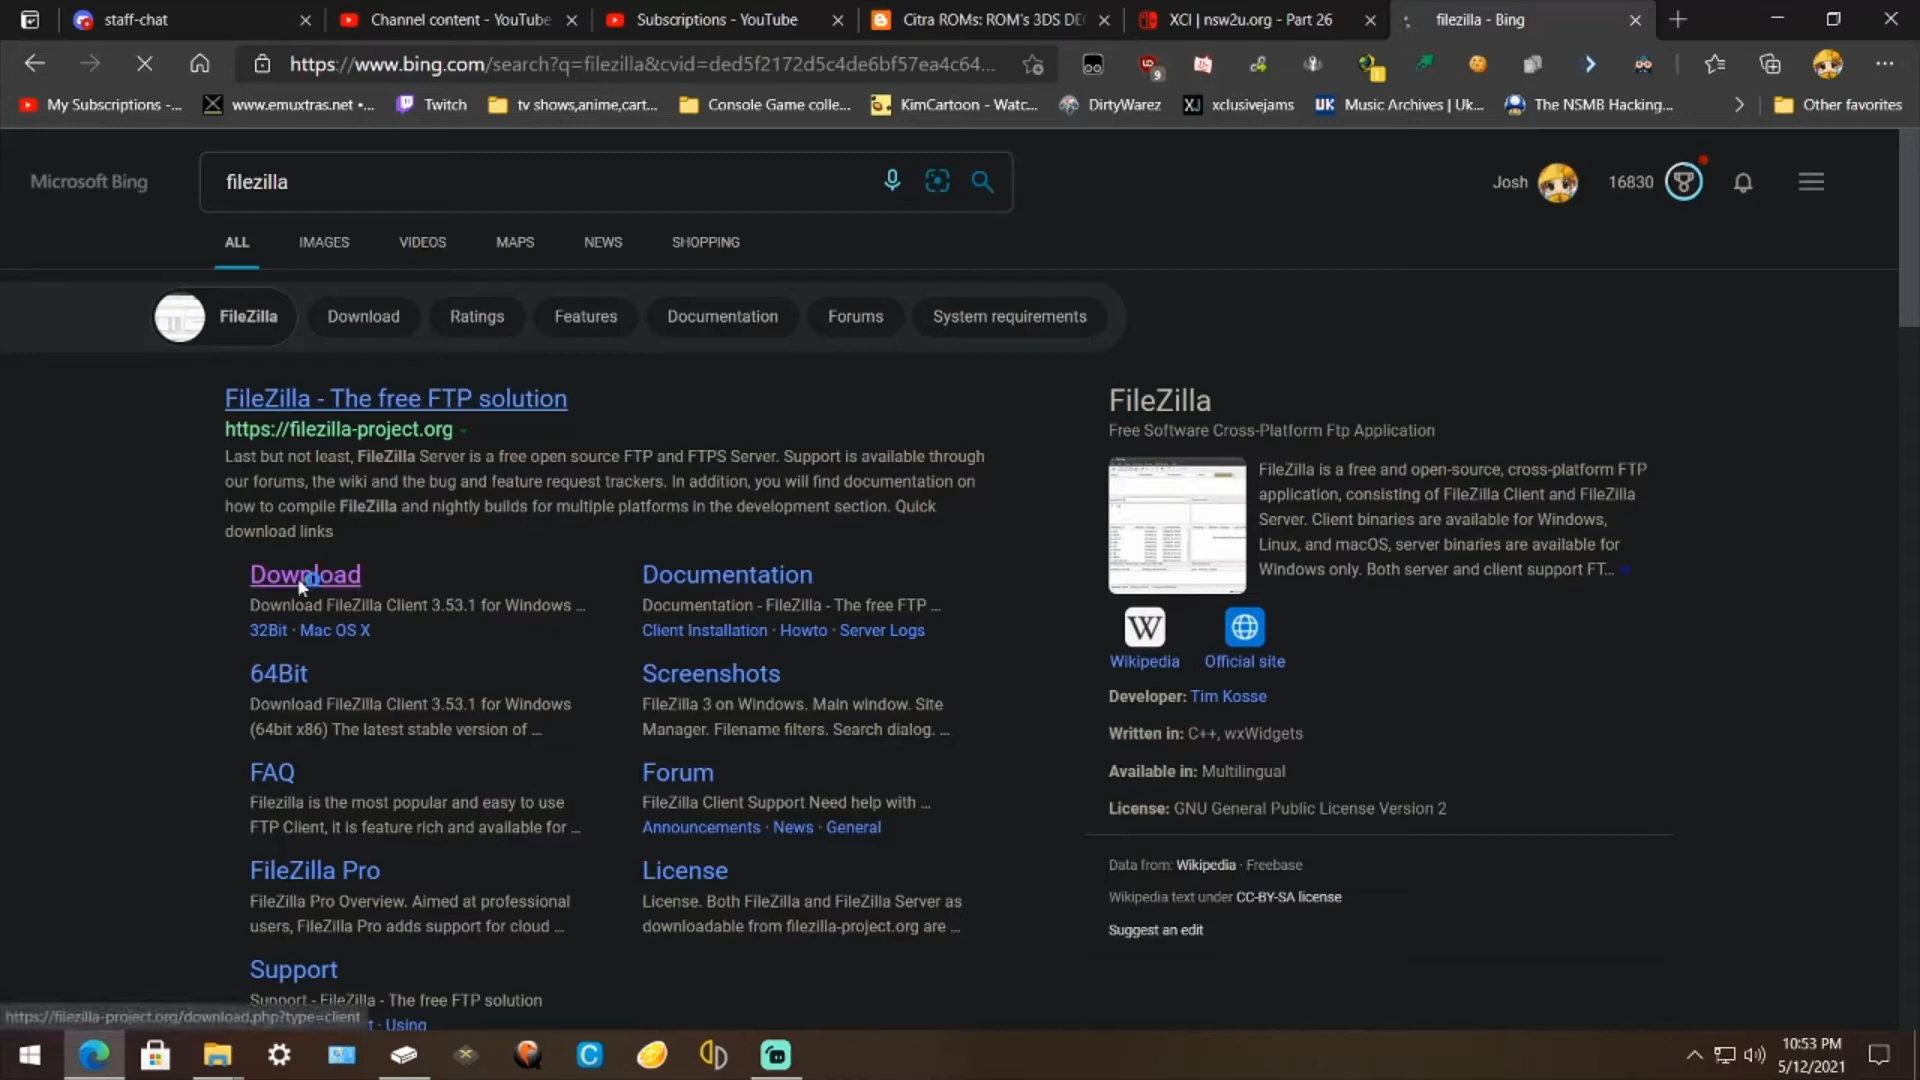 staff-chat
Channel content - YouTube
Subscriptions - YouTube
Citra ROMs: ROM's 3DS DE
XCI | nsw2u.org - Part 26
filezilla - Bing
https://www.bing.com/search?q=filezilla&cvid=ded5f2172d5c4de6bf57ea4c64...
9
1
My Subscriptions -...
www.emuxtras.net •...
Twitch
tv shows,anime,cart...
Console Game colle...
KimCartoon - Watc...
DirtyWarez
XJ xclusivejams
UK Music Archives | Uk...
The NSMB Hacking...
Other favorites
Microsoft Bing
filezilla
Josh
16830
ALL
IMAGES
VIDEOS
MAPS
NEWS
SHOPPING
FileZilla
Download
Ratings
Features
Documentation
Forums
System requirements
FileZilla - The free FTP solution
https://filezilla-project.org
Last but not least, FileZilla Server is a free open source FTP and FTPS Server. Support is available through
our forums, the wiki and the bug and feature request trackers. In addition, you will find documentation on
how to compile FileZilla and nightly builds for multiple platforms in the development section. Quick
download links
Download
Download FileZilla Client 3.53.1 for Windows ...
32Bit · Mac OS X
64Bit
Download FileZilla Client 3.53.1 for Windows
(64bit x86) The latest stable version of ...
FAQ
Filezilla is the most popular and easy to use
FTP Client, it is feature rich and available for ...
FileZilla Pro
FileZilla Pro Overview. Aimed at professional
users, FileZilla Pro adds support for cloud ...
Support
Support - FileZilla - The free FTP solution
t · Using
Documentation
Documentation - FileZilla - The free FTP ...
Client Installation · Howto · Server Logs
Screenshots
FileZilla 3 on Windows. Main window. Site
Manager. Filename filters. Search dialog. ...
Forum
FileZilla Client Support Need help with ...
Announcements · News · General
License
License. Both FileZilla and FileZilla Server as
downloadable from filezilla-project.org are ...
FileZilla
Free Software Cross-Platform Ftp Application
FileZilla is a free and open-source, cross-platform FTP
application, consisting of FileZilla Client and FileZilla
Server. Client binaries are available for Windows,
Linux, and macOS, server binaries are available for
Windows only. Both server and client support FT...
W
Wikipedia
Official site
Developer: Tim Kosse
Written in: C++, wxWidgets
Available in: Multilingual
License: GNU General Public License Version 2
Data from: Wikipedia · Freebase
Wikipedia text under CC-BY-SA license
Suggest an edit
https://filezilla-project.org/download.php?type=client
C
10:53 PM
5/12/2021